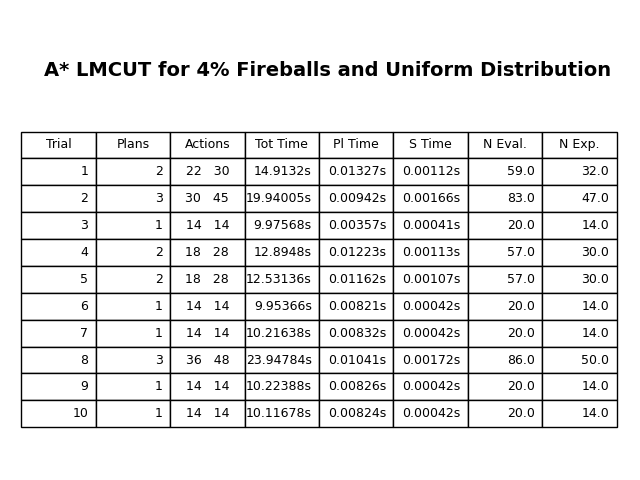 A* LMCUT for 4% Fireballs and Uniform Distribution
Trial Plans Actions Tot Time Pl Time S Time N Eval. N Exp.
1 2 22 30 14.9132s 0.01327s 0.00112s 59.0 32.0
2 3 30 45 19.94005s 0.00942s 0.00166s 83.0 47.0
3 1 14 14 9.97568s 0.00357s 0.00041s 20.0 14.0
4 2 18 28 12.8948s 0.01223s 0.00113s 57.0 30.0
5 2 18 28 12.53136s 0.01162s 0.00107s 57.0 30.0
6 1 14 14 9.95366s 0.00821s 0.00042s 20.0 14.0
7 1 14 14 10.21638s 0.00832s 0.00042s 20.0 14.0
8 3 36 48 23.94784s 0.01041s 0.00172s 86.0 50.0
9 1 14 14 10.22388s 0.00826s 0.00042s 20.0 14.0
10 1 14 14 10.11678s 0.00824s 0.00042s 20.0 14.0